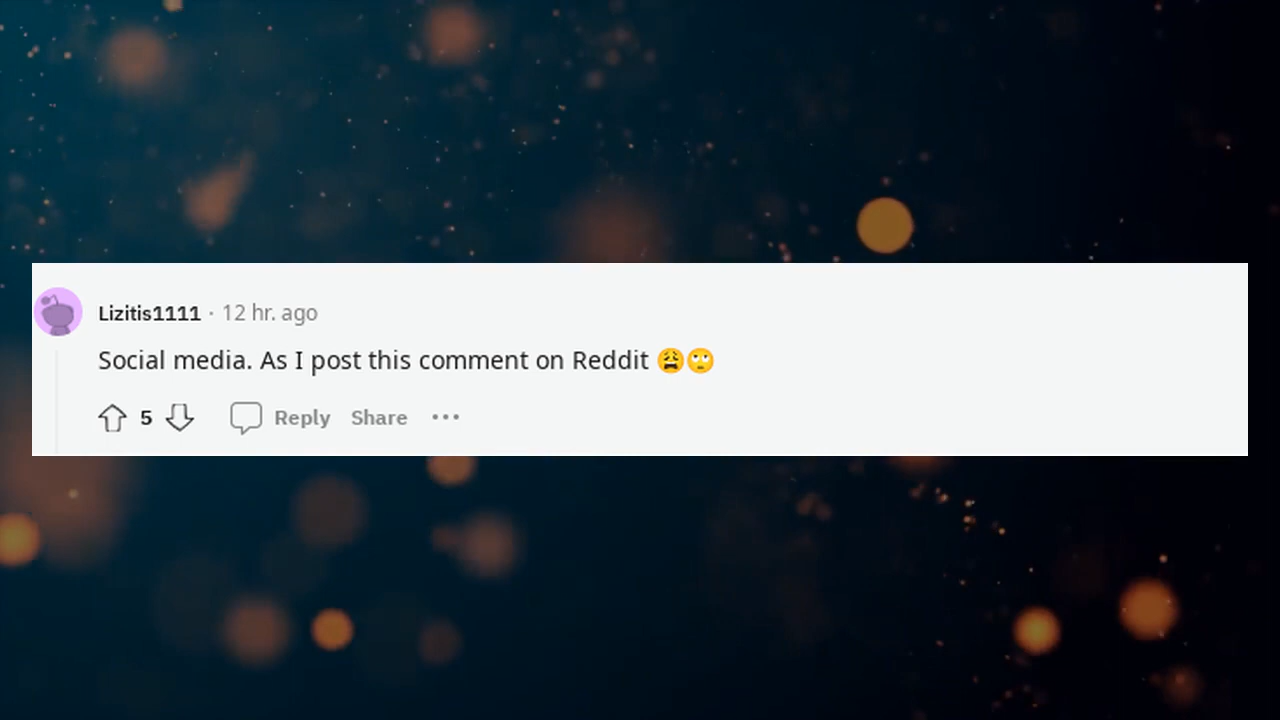 Lizitis1111 · 12 hr. ago
Social media. As I post this comment on Reddit 😩🙄
5 Reply Share •••